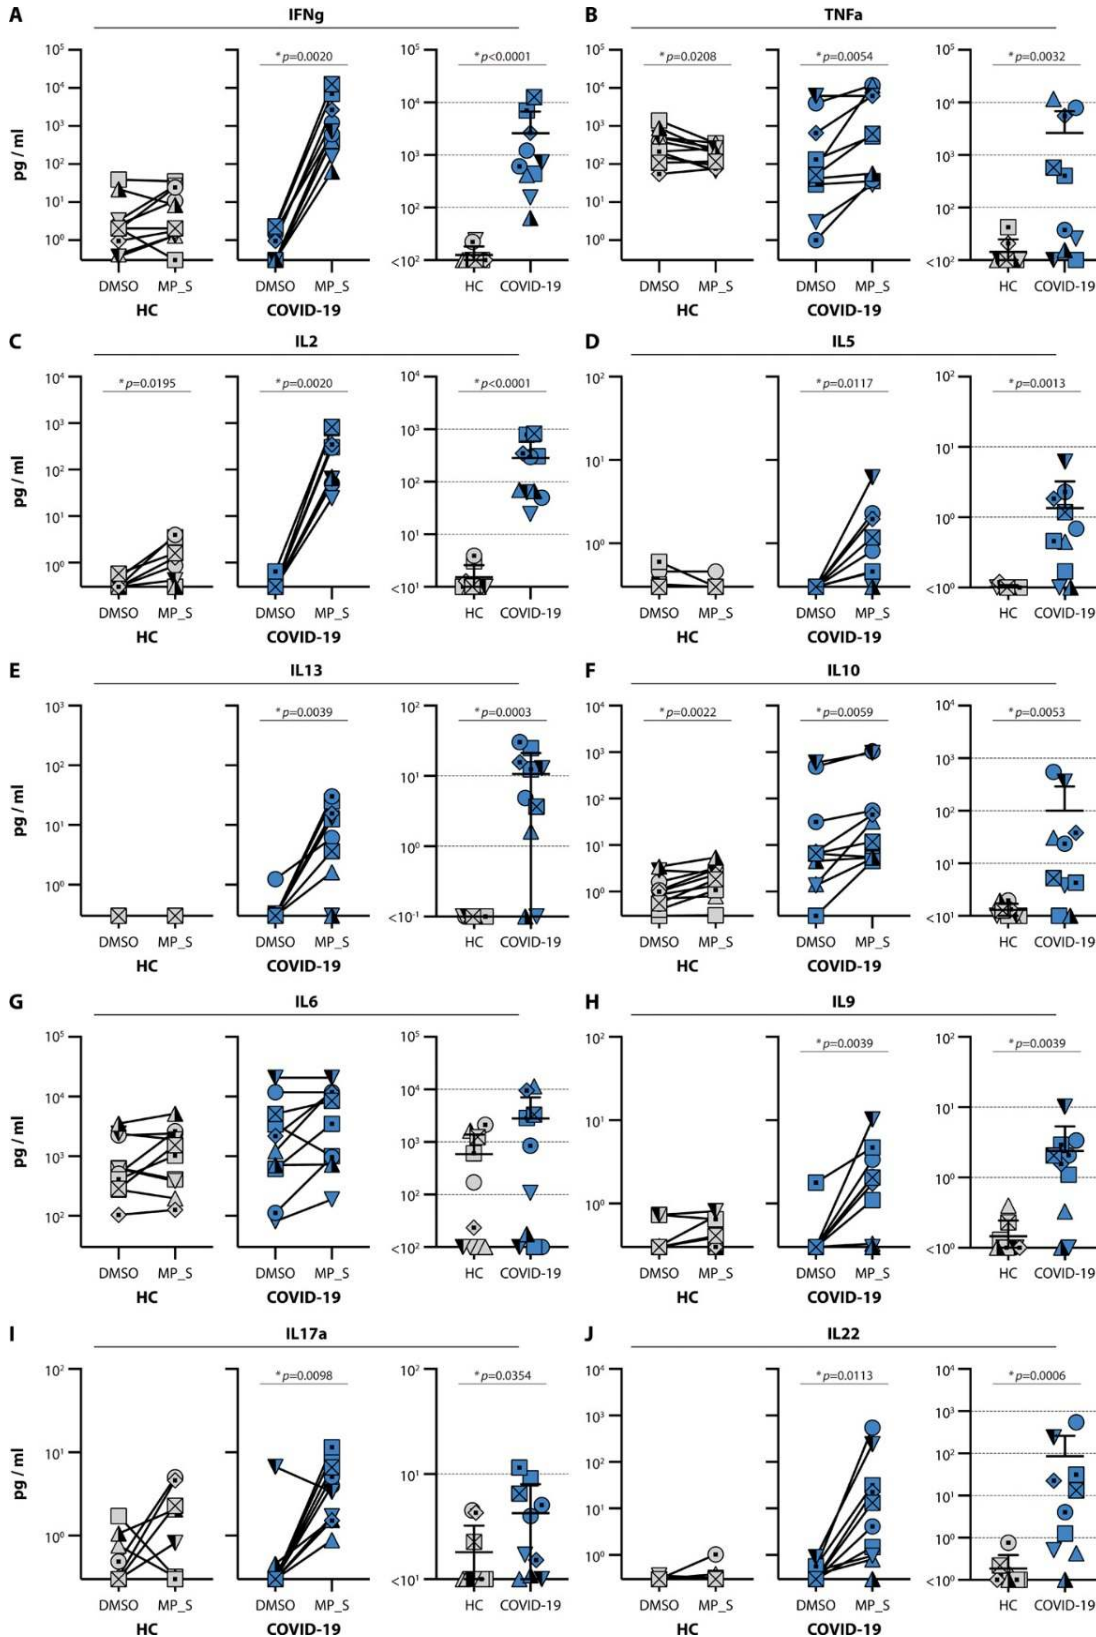 A IFNg B TNFa
*p=0.0020 *p<0.0001 *p=0.0208 *p=0.0054 *p=0.0032
10⁵ 10⁵ 10⁵ 10⁵
10⁴ 10⁴ 10⁴ 10⁴
10³ 10³ 10³ 10³
10² 10² 10² 10²
10¹ 10¹
10⁰ 10⁰
<10² <10²
pg / ml
DMSO MP_S DMSO MP_S HC COVID-19 DMSO MP_S DMSO MP_S HC COVID-19
HC COVID-19 HC COVID-19
C IL2 D IL5
*p=0.0195 *p=0.0020 *p<0.0001 *p=0.0117 *p=0.0013
10⁴ 10⁴ 10² 10²
10³ 10³
10² 10² 10¹ 10¹
10¹ 10¹
10⁰ 10⁰ 10⁰
<10¹ <10⁰
pg / ml
DMSO MP_S DMSO MP_S HC COVID-19 DMSO MP_S DMSO MP_S HC COVID-19
HC COVID-19 HC COVID-19
E IL13 F IL10
*p=0.0039 *p=0.0003 *p=0.0022 *p=0.0059 *p=0.0053
10³ 10² 10⁴ 10⁴
10² 10¹ 10³ 10³
10¹ 10⁰ 10² 10²
10⁰ 10¹ 10¹
10⁰
<10⁻¹ <10¹
pg / ml
DMSO MP_S DMSO MP_S HC COVID-19 DMSO MP_S DMSO MP_S HC COVID-19
HC COVID-19 HC COVID-19
G IL6 H IL9
*p=0.0039 *p=0.0039
10⁵ 10⁵ 10² 10²
10⁴ 10⁴ 10¹ 10¹
10³ 10³
10² 10² 10⁰ 10⁰
<10² <10⁰
pg / ml
DMSO MP_S DMSO MP_S HC COVID-19 DMSO MP_S DMSO MP_S HC COVID-19
HC COVID-19 HC COVID-19
I IL17a J IL22
*p=0.0098 *p=0.0354 *p=0.0113 *p=0.0006
10² 10² 10⁴ 10⁴
10³ 10³
10¹ 10¹ 10² 10²
10¹ 10¹
10⁰ 10⁰ 10⁰
<10¹ <10⁰
pg / ml
DMSO MP_S DMSO MP_S HC COVID-19 DMSO MP_S DMSO MP_S HC COVID-19
HC COVID-19 HC COVID-19